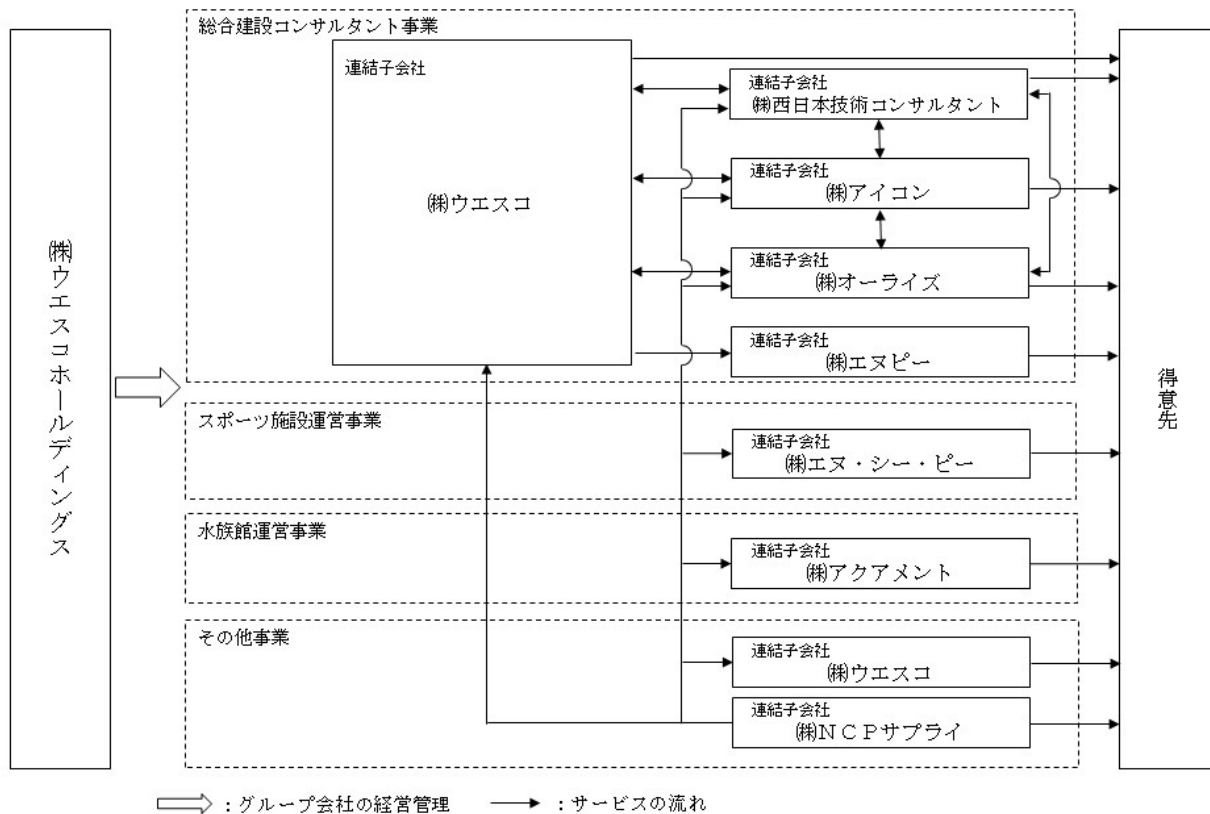 ㈱ウエスコホールディングス
総合建設コンサルタント事業
連結子会社
㈱ウエスコ
連結子会社
㈱西日本技術コンサルタント
連結子会社
㈱アイコン
連結子会社
㈱オーライズ
連結子会社
㈱エヌピー
スポーツ施設運営事業
連結子会社
㈱エヌ・シー・ピー
水族館運営事業
連結子会社
㈱アクアメント
その他事業
連結子会社
㈱ウエスコ
連結子会社
㈱ＮＣＰサプライ
得意先
：グループ会社の経営管理
：サービスの流れ